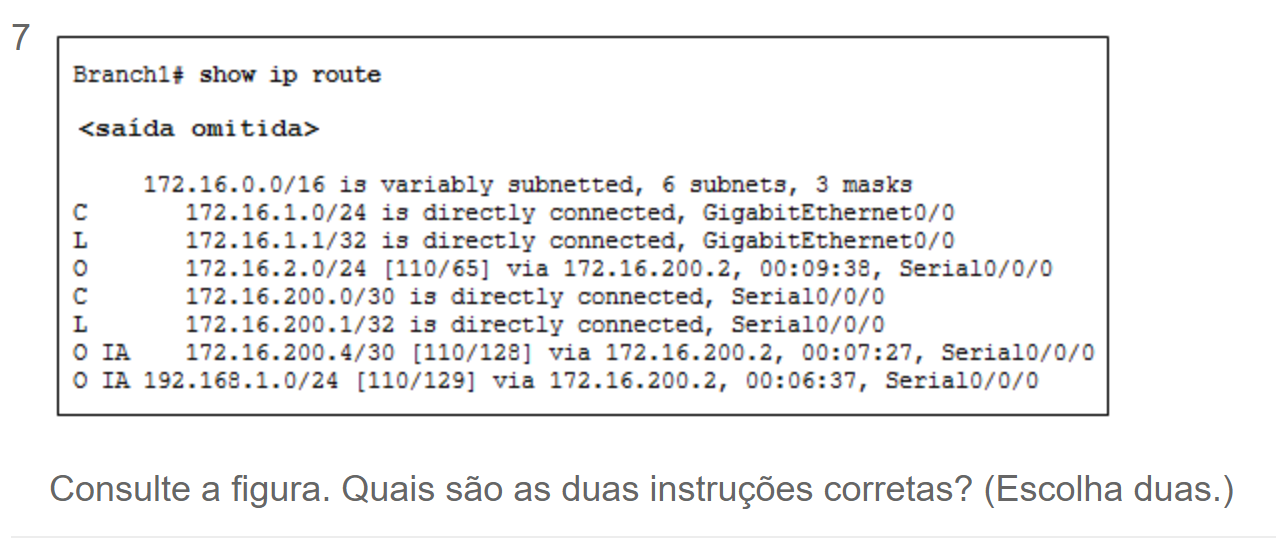 7
Branch1# show ip route
<saída omitida>
172.16.0.0/16 is variably subnetted, 6 subnets, 3 masks
C 172.16.1.0/24 is directly connected, GigabitEthernet0/0
L 172.16.1.1/32 is directly connected, GigabitEthernet0/0
O 172.16.2.0/24 [110/65] via 172.16.200.2, 00:09:38, Serial0/0/0
C 172.16.200.0/30 is directly connected, Serial0/0/0
L 172.16.200.1/32 is directly connected, Serial0/0/0
O IA 172.16.200.4/30 [110/128] via 172.16.200.2, 00:07:27, Serial0/0/0
O IA 192.168.1.0/24 [110/129] via 172.16.200.2, 00:06:37, Serial0/0/0
Consulte a figura. Quais são as duas instruções corretas? (Escolha duas.)